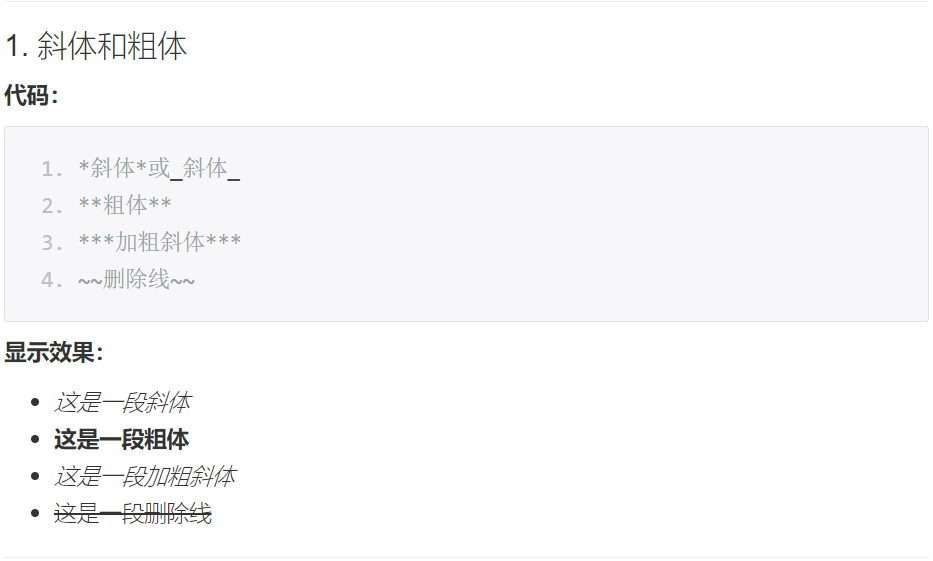 1. 斜体和粗体
代码：
1. *斜体*或_斜体_
2. **粗体**
3. ***加粗斜体***
4. ~~删除线~~
显示效果：
• 这是一段斜体
• 这是一段粗体
• 这是一段加粗斜体
• 这是一段删除线